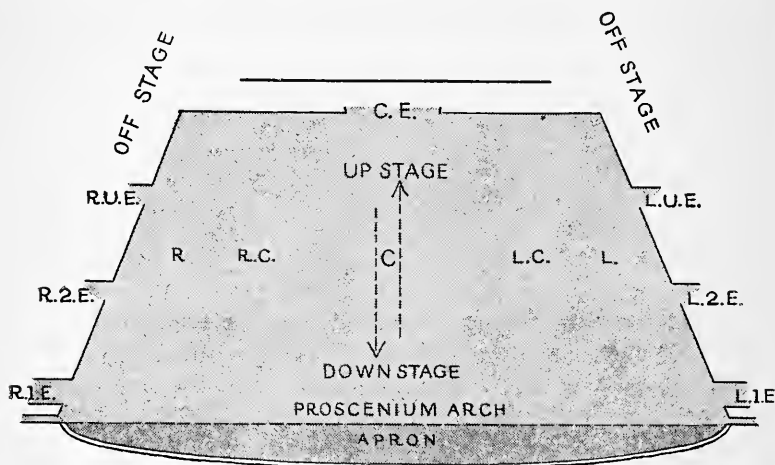 OFF STAGE
OFF STAGE
C.E.
UP STAGE
R.U.E.
L.U.E.
R
R.C.
C
L.C.
L.
R.2.E.
L.2.E.
DOWN STAGE
R.1.E.
L.1.E
PROSCENIUM ARCH
APRON